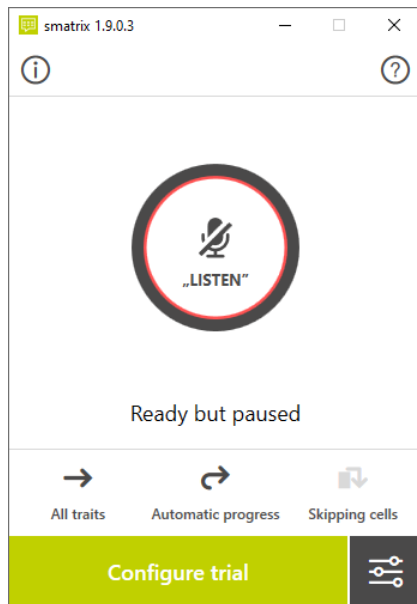 smatrix 1.9.0.3
„LISTEN”
Ready but paused
All traits
Automatic progress
Skipping cells
Configure trial